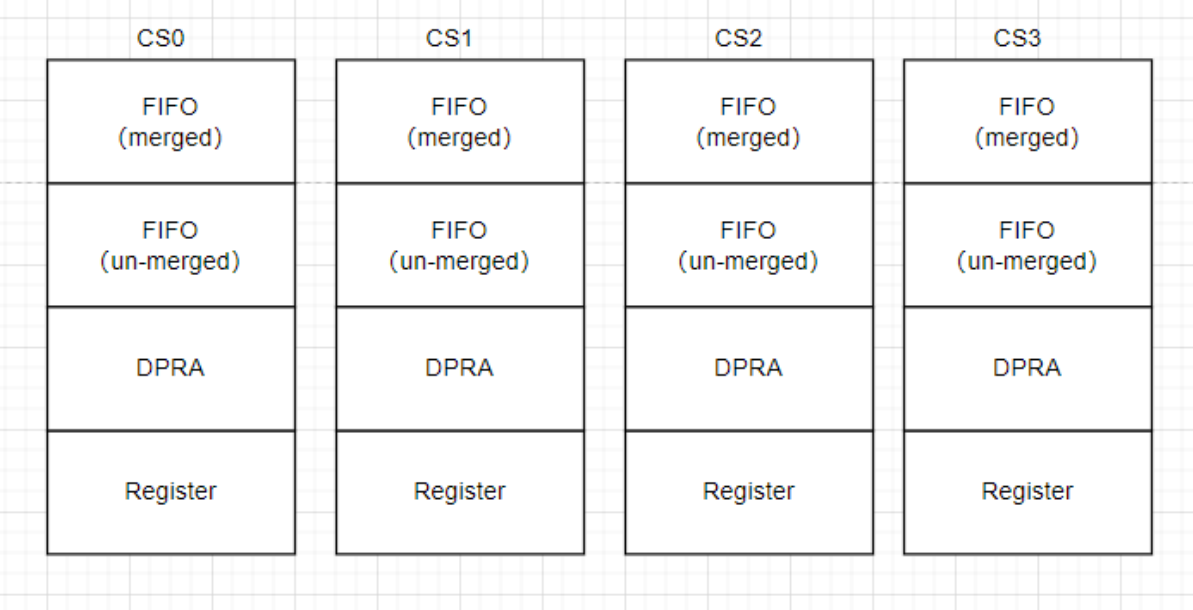 CS0
CS1
CS2
CS3
FIFO
(merged)
FIFO
(merged)
FIFO
(merged)
FIFO
(merged)
FIFO
(un-merged)
FIFO
(un-merged)
FIFO
(un-merged)
FIFO
(un-merged)
DPRA
DPRA
DPRA
DPRA
Register
Register
Register
Register